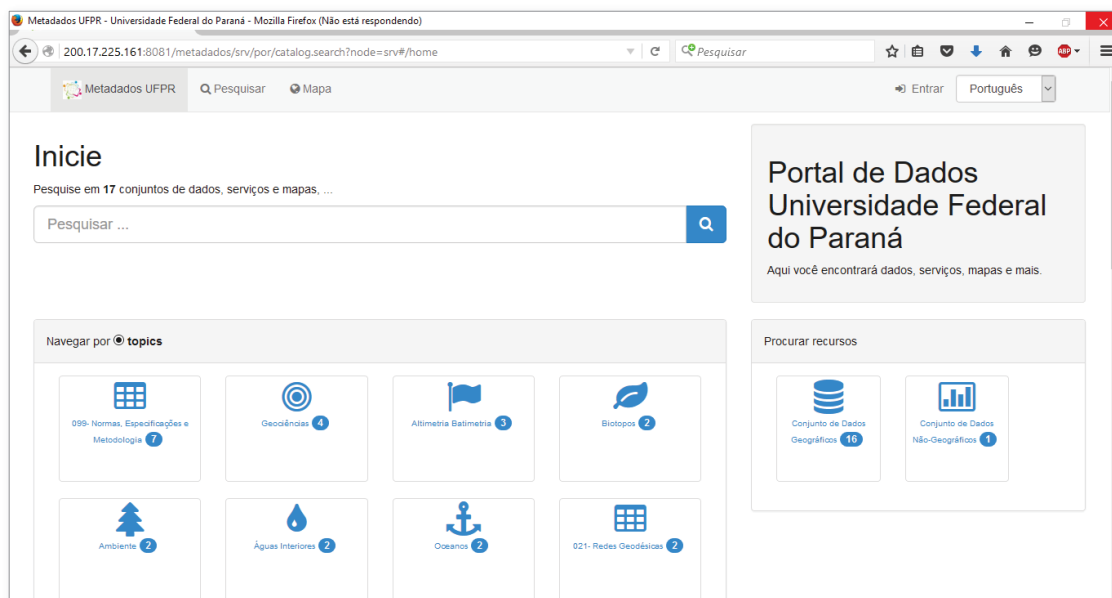 Metadados UFPR - Universidade Federal do Paraná - Mozilla Firefox (Não está respondendo)
200.17.225.161:8081/metadados/srv/por/catalog.search?node=srv#/home
Pesquisar
ABP
Metadados UFPR
Pesquisar
Mapa
Entrar
Português
Inicie
Pesquise em 17 conjuntos de dados, serviços e mapas, ...
Pesquisar ...
Portal de Dados
Universidade Federal
do Paraná
Aqui você encontrará dados, serviços, mapas e mais.
Navegar por topics
099- Normas, Especificações e
Metodologia 7
Geociências 4
Altimetria Batimetria 3
Biotopos 2
Ambiente 2
Águas Interiores 2
Oceanos 2
021- Redes Geodésicas 2
Procurar recursos
Conjunto de Dados
Geográficos 16
Conjunto de Dados
Não-Geográficos 1